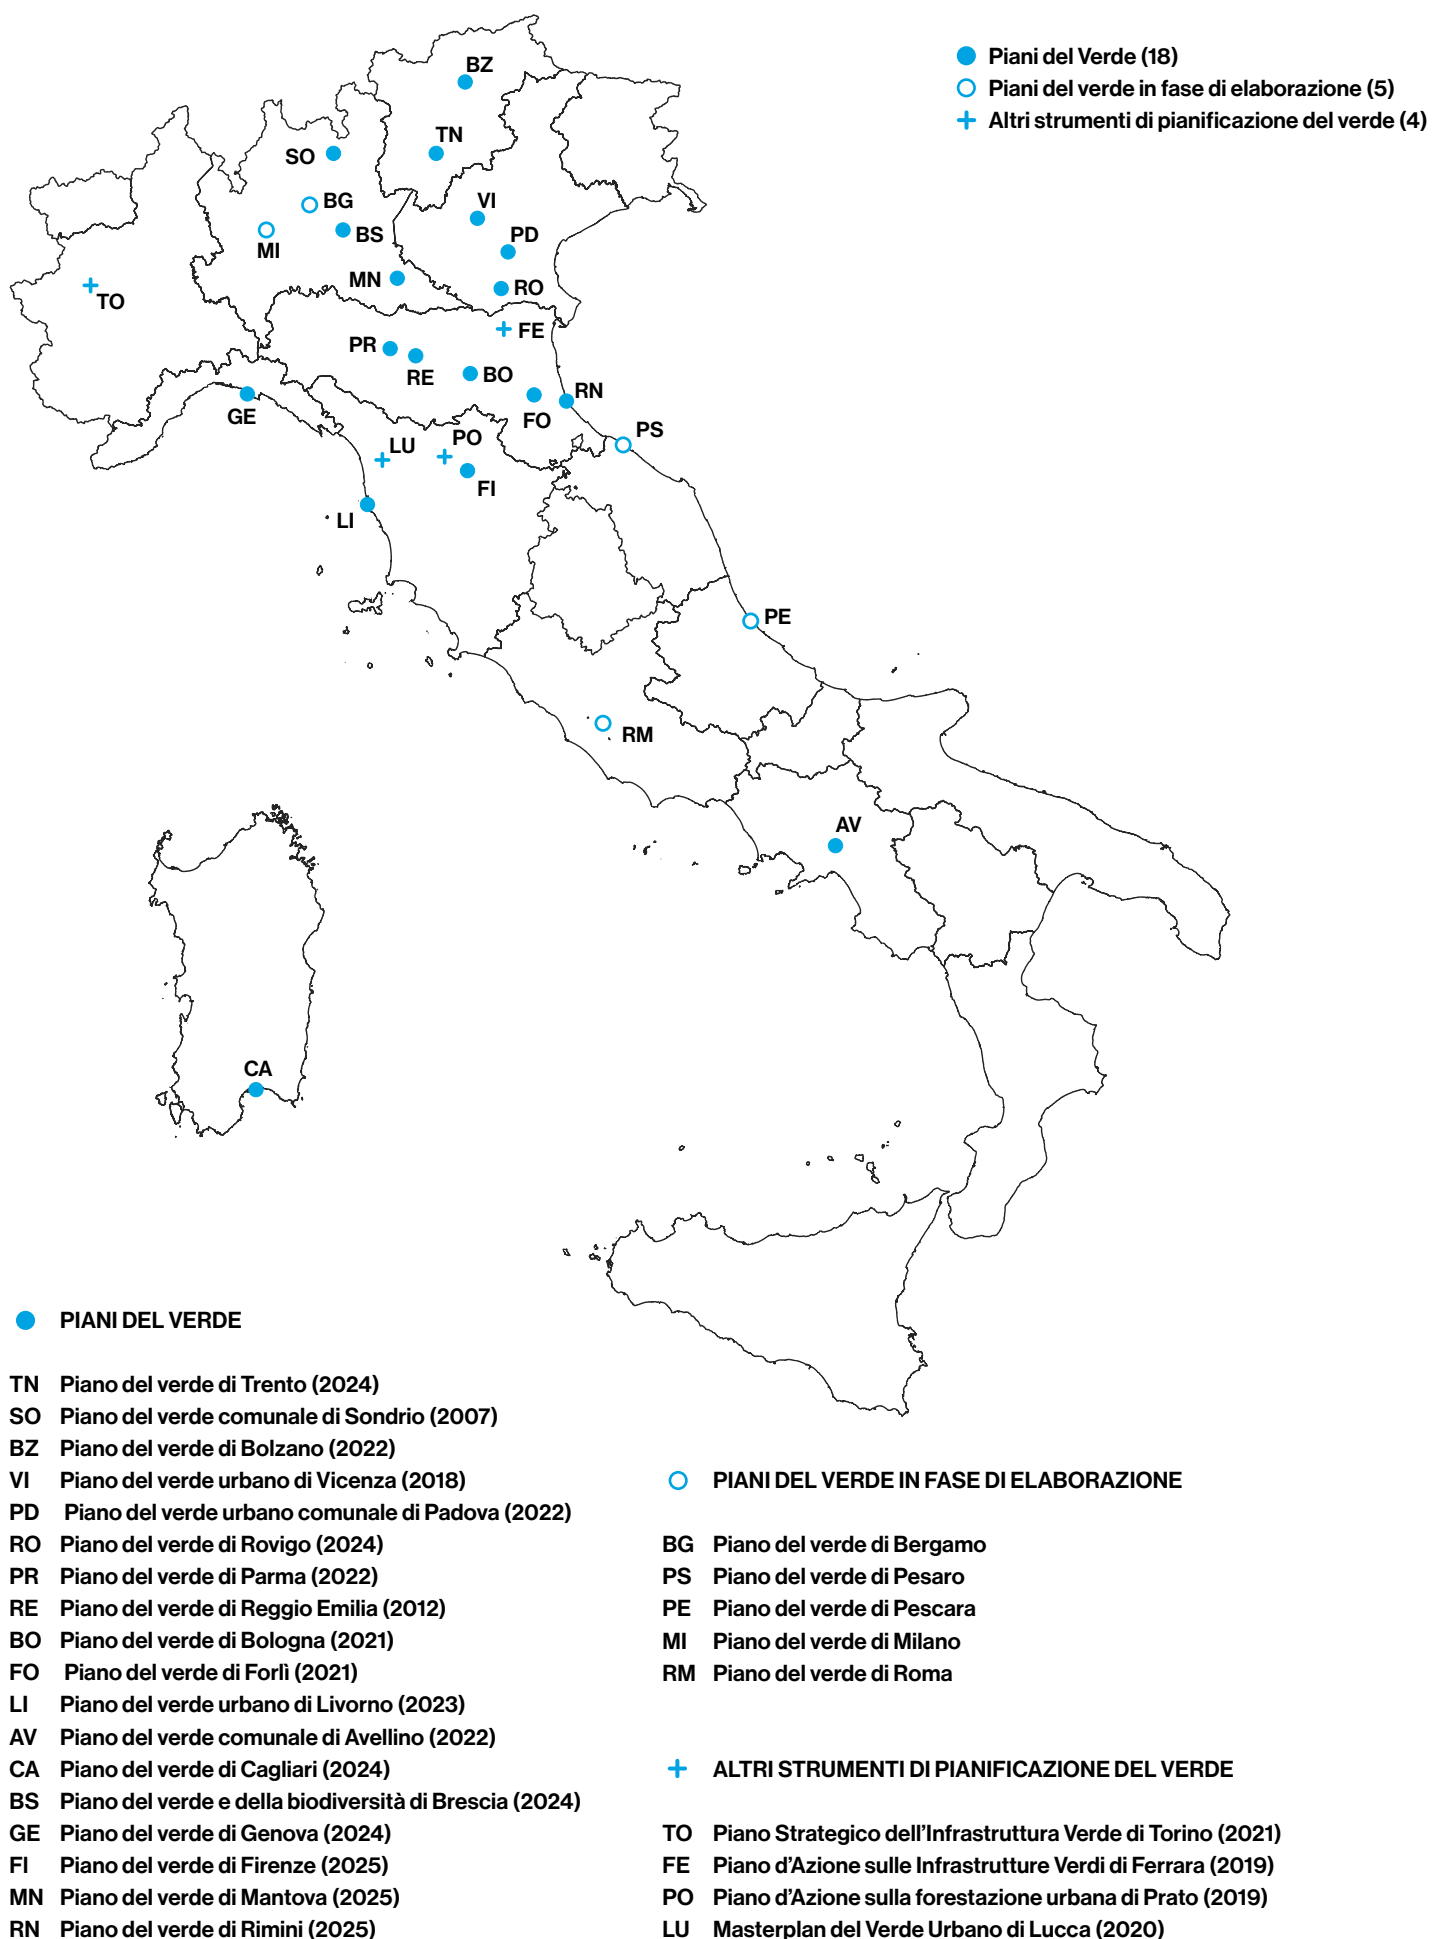 Piani del Verde (18)
Piani del verde in fase di elaborazione (5)
Altri strumenti di pianificazione del verde (4)
BZ
TN
SO
BG
VI
BS
PD
MI
MN
RO
TO
FE
PR
RE
BO
RN
FO
GE
PS
LU
PO
FI
LI
PE
RM
AV
CA
PIANI DEL VERDE
TN Piano del verde di Trento (2024)
SO Piano del verde comunale di Sondrio (2007)
BZ Piano del verde di Bolzano (2022)
VI Piano del verde urbano di Vicenza (2018)
PD Piano del verde urbano comunale di Padova (2022)
RO Piano del verde di Rovigo (2024)
PR Piano del verde di Parma (2022)
RE Piano del verde di Reggio Emilia (2012)
BO Piano del verde di Bologna (2021)
FO Piano del verde di Forlì (2021)
LI Piano del verde urbano di Livorno (2023)
AV Piano del verde comunale di Avellino (2022)
CA Piano del verde di Cagliari (2024)
BS Piano del verde e della biodiversità di Brescia (2024)
GE Piano del verde di Genova (2024)
FI Piano del verde di Firenze (2025)
MN Piano del verde di Mantova (2025)
RN Piano del verde di Rimini (2025)
PIANI DEL VERDE IN FASE DI ELABORAZIONE
BG Piano del verde di Bergamo
PS Piano del verde di Pesaro
PE Piano del verde di Pescara
MI Piano del verde di Milano
RM Piano del verde di Roma
ALTRI STRUMENTI DI PIANIFICAZIONE DEL VERDE
TO Piano Strategico dell'Infrastruttura Verde di Torino (2021)
FE Piano d'Azione sulle Infrastrutture Verdi di Ferrara (2019)
PO Piano d'Azione sulla forestazione urbana di Prato (2019)
LU Masterplan del Verde Urbano di Lucca (2020)